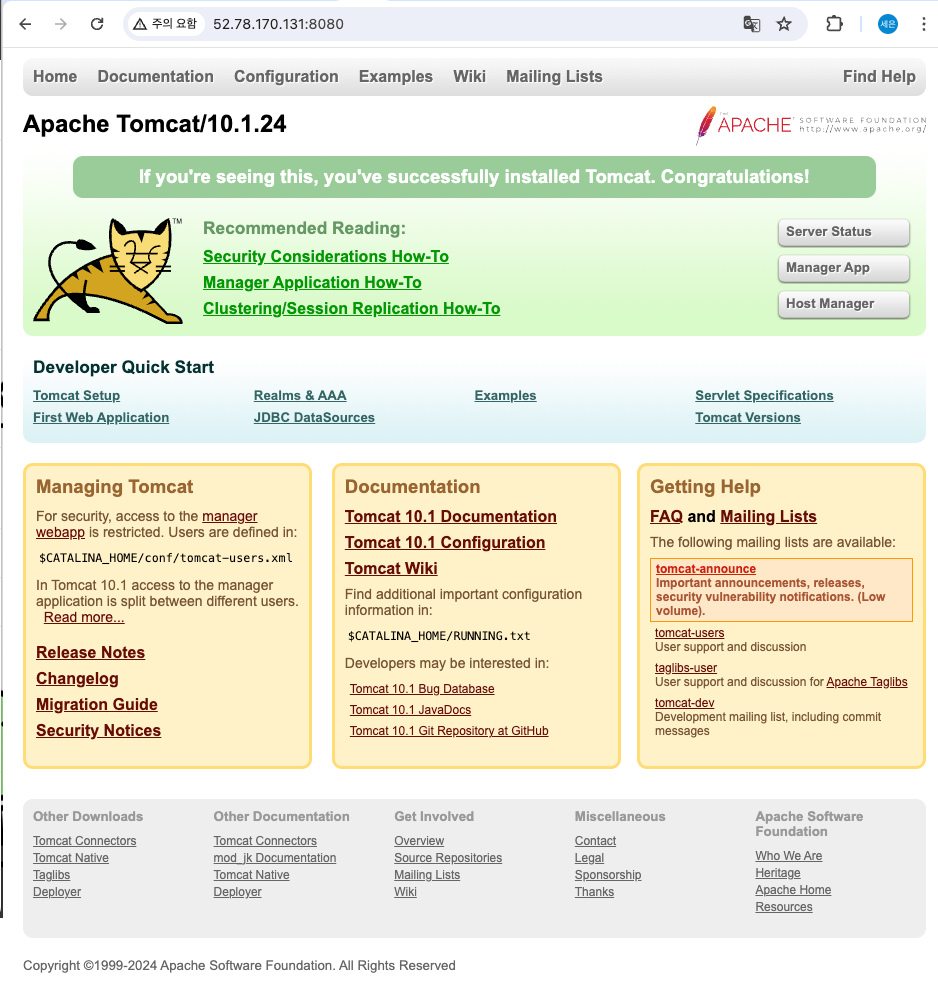 주의 요함 52.78.170.131:8080 세은
Home Documentation Configuration Examples Wiki Mailing Lists Find Help
Apache Tomcat/10.1.24
THE
APACHE SOFTWARE FOUNDATION
http://www.apache.org/
If you're seeing this, you've successfully installed Tomcat. Congratulations!
TM
Recommended Reading:
Security Considerations How-To
Manager Application How-To
Clustering/Session Replication How-To
Server Status
Manager App
Host Manager
Developer Quick Start
Tomcat Setup
First Web Application
Realms & AAA
JDBC DataSources
Examples
Servlet Specifications
Tomcat Versions
Managing Tomcat
For security, access to the manager
webapp is restricted. Users are defined in:
$CATALINA_HOME/conf/tomcat-users.xml
In Tomcat 10.1 access to the manager
application is split between different users.
Read more...
Release Notes
Changelog
Migration Guide
Security Notices
Documentation
Tomcat 10.1 Documentation
Tomcat 10.1 Configuration
Tomcat Wiki
Find additional important configuration
information in:
$CATALINA_HOME/RUNNING.txt
Developers may be interested in:
Tomcat 10.1 Bug Database
Tomcat 10.1 JavaDocs
Tomcat 10.1 Git Repository at GitHub
Getting Help
FAQ and Mailing Lists
The following mailing lists are available:
tomcat-announce
Important announcements, releases,
security vulnerability notifications. (Low
volume).
tomcat-users
User support and discussion
taglibs-user
User support and discussion for Apache Taglibs
tomcat-dev
Development mailing list, including commit
messages
Other Downloads
Tomcat Connectors
Tomcat Native
Taglibs
Deployer
Other Documentation
Tomcat Connectors
mod_jk Documentation
Tomcat Native
Deployer
Get Involved
Overview
Source Repositories
Mailing Lists
Wiki
Miscellaneous
Contact
Legal
Sponsorship
Thanks
Apache Software
Foundation
Who We Are
Heritage
Apache Home
Resources
Copyright ©1999-2024 Apache Software Foundation. All Rights Reserved